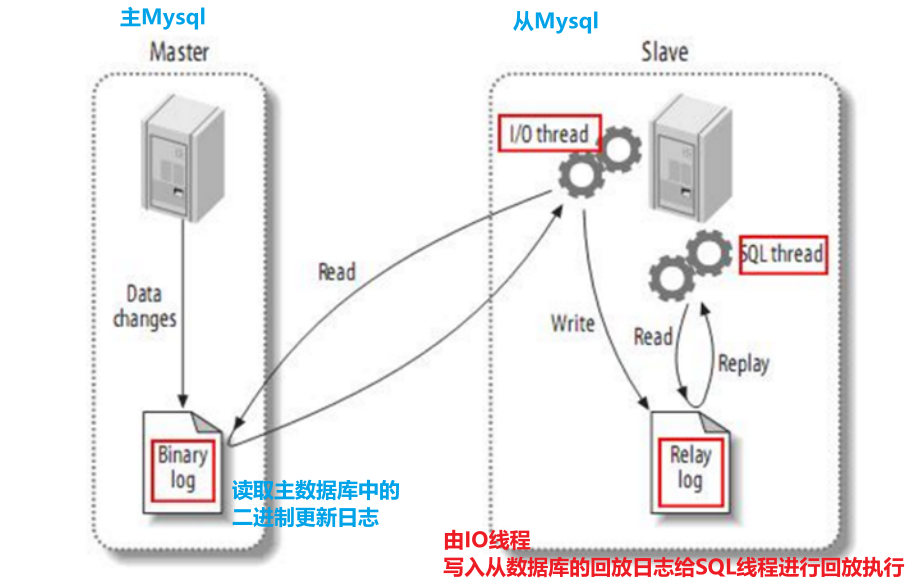 主Mysql
从Mysql
Master
Slave
I/O thread
SQL thread
Read
Data
changes
Write
Read
Replay
Binary
log
Relay
log
读取主数据库中的
二进制更新日志
由IO线程
写入从数据库的回放日志给SQL线程进行回放执行